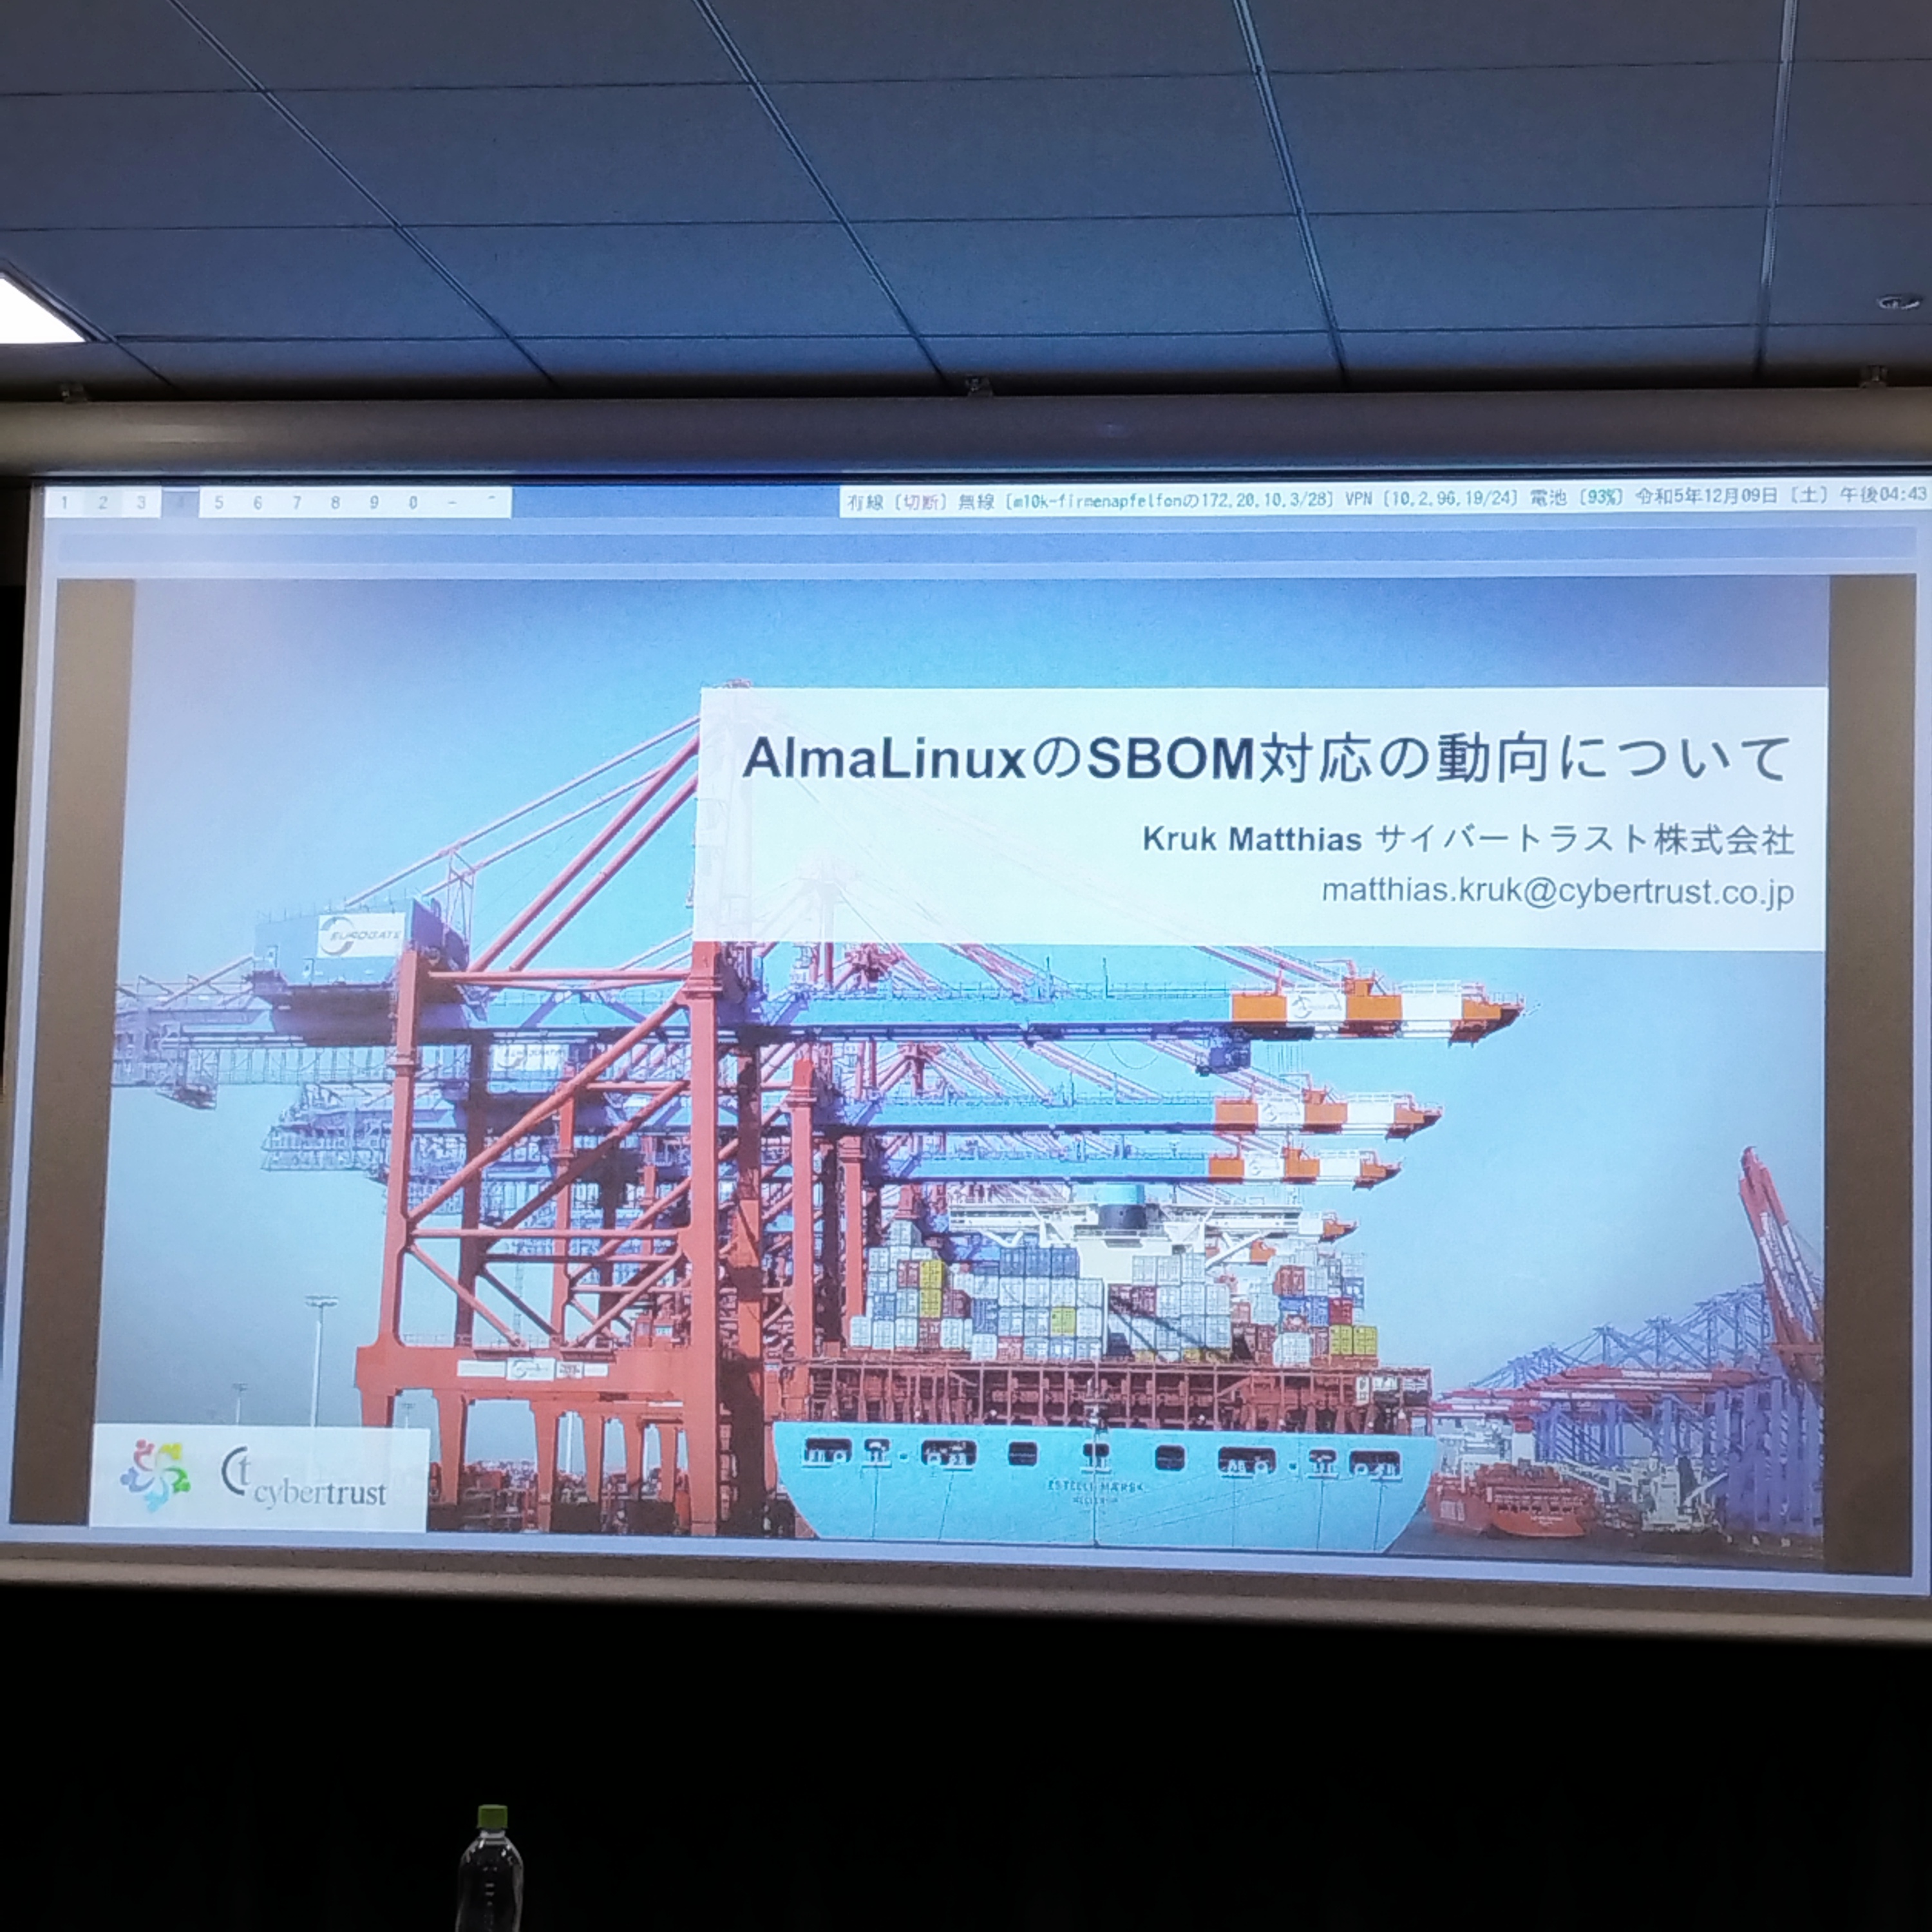 1 2 3 4 5 6 7 8 9 0 - ^
有線 [切断] 無線 [m10k-firmenapfelfonの172.20.10.3/28] VPN [10.2.96.19/24] 電池 [93%] 令和5年12月09日 [土] 午後04:43
AlmaLinuxのSBOM対応の動向について
Kruk Matthias サイバートラスト株式会社
matthias.kruk@cybertrust.co.jp
EUROGATE
ESTELLE MÆRSK
cybertrust